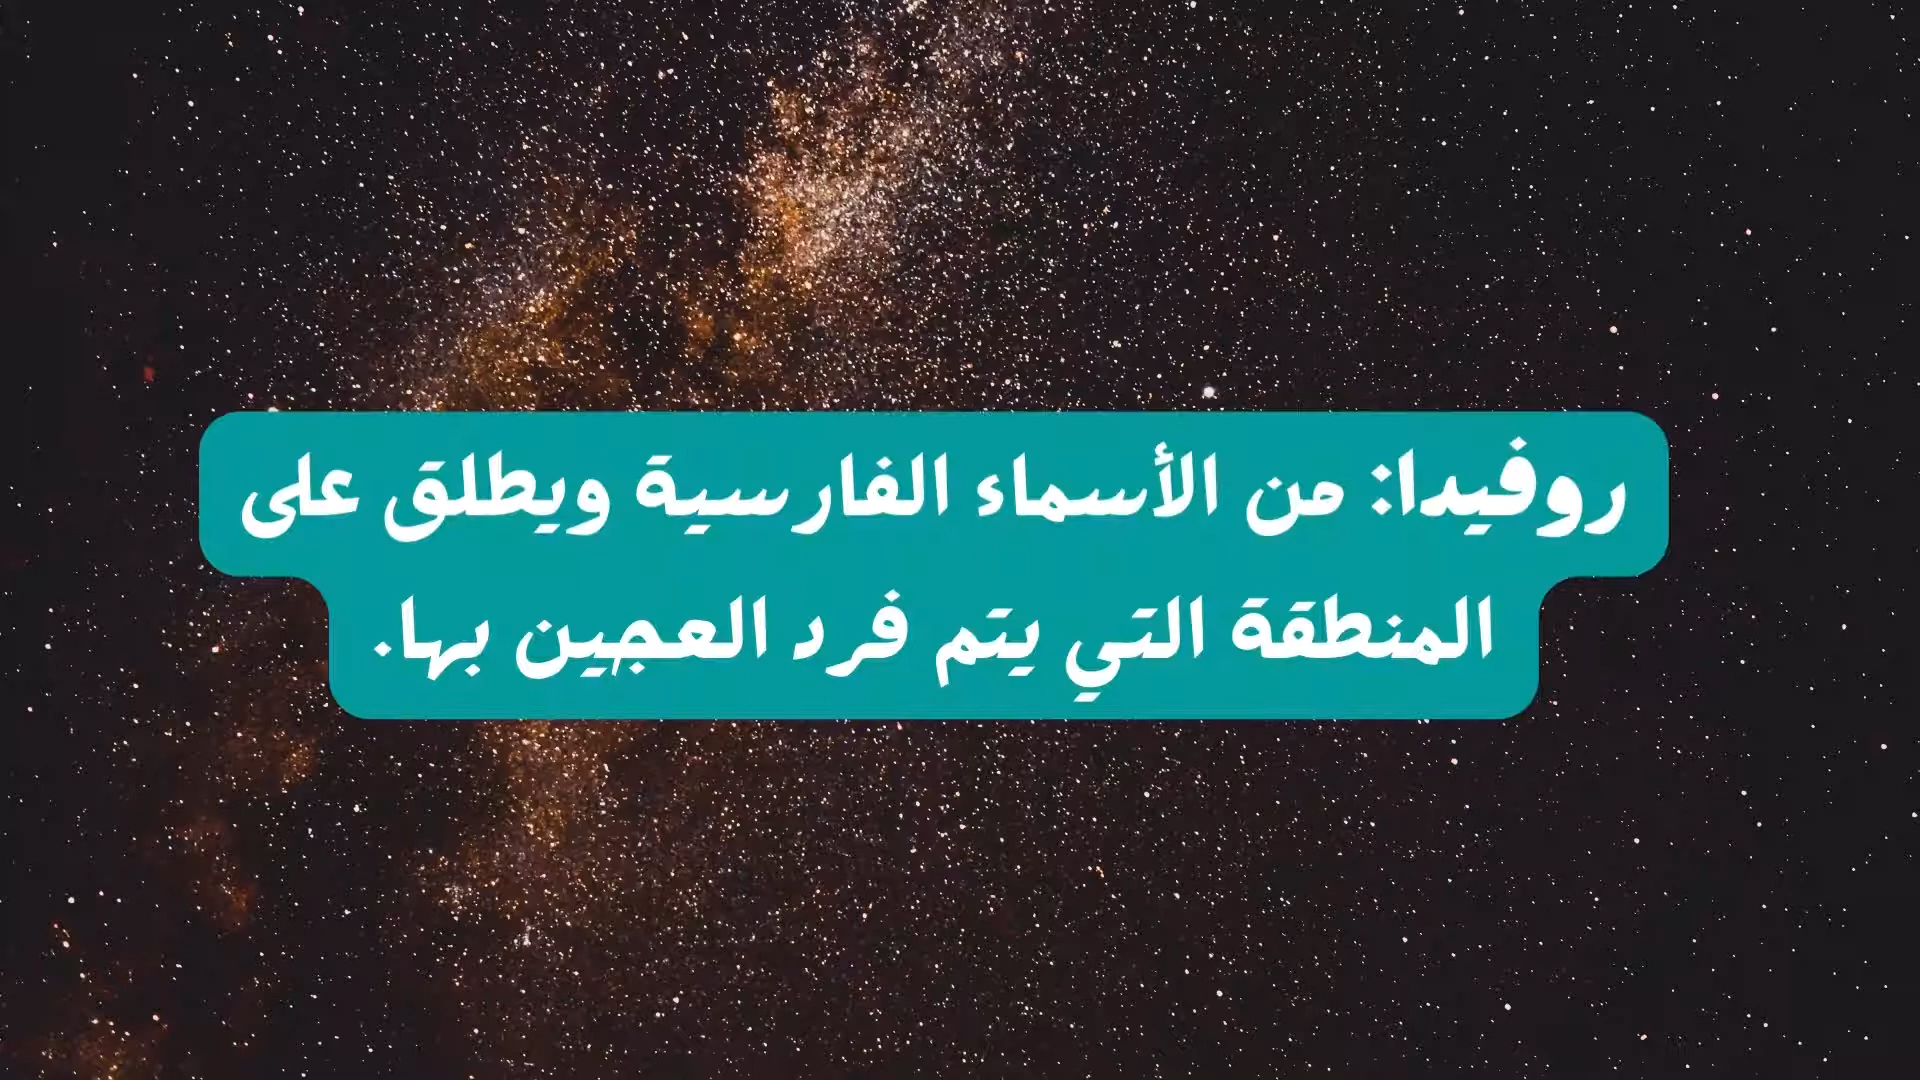 روفيدا: من الأسماء الفارسية ويطلق على
المنطقة التي يتم فرد العجين بها.